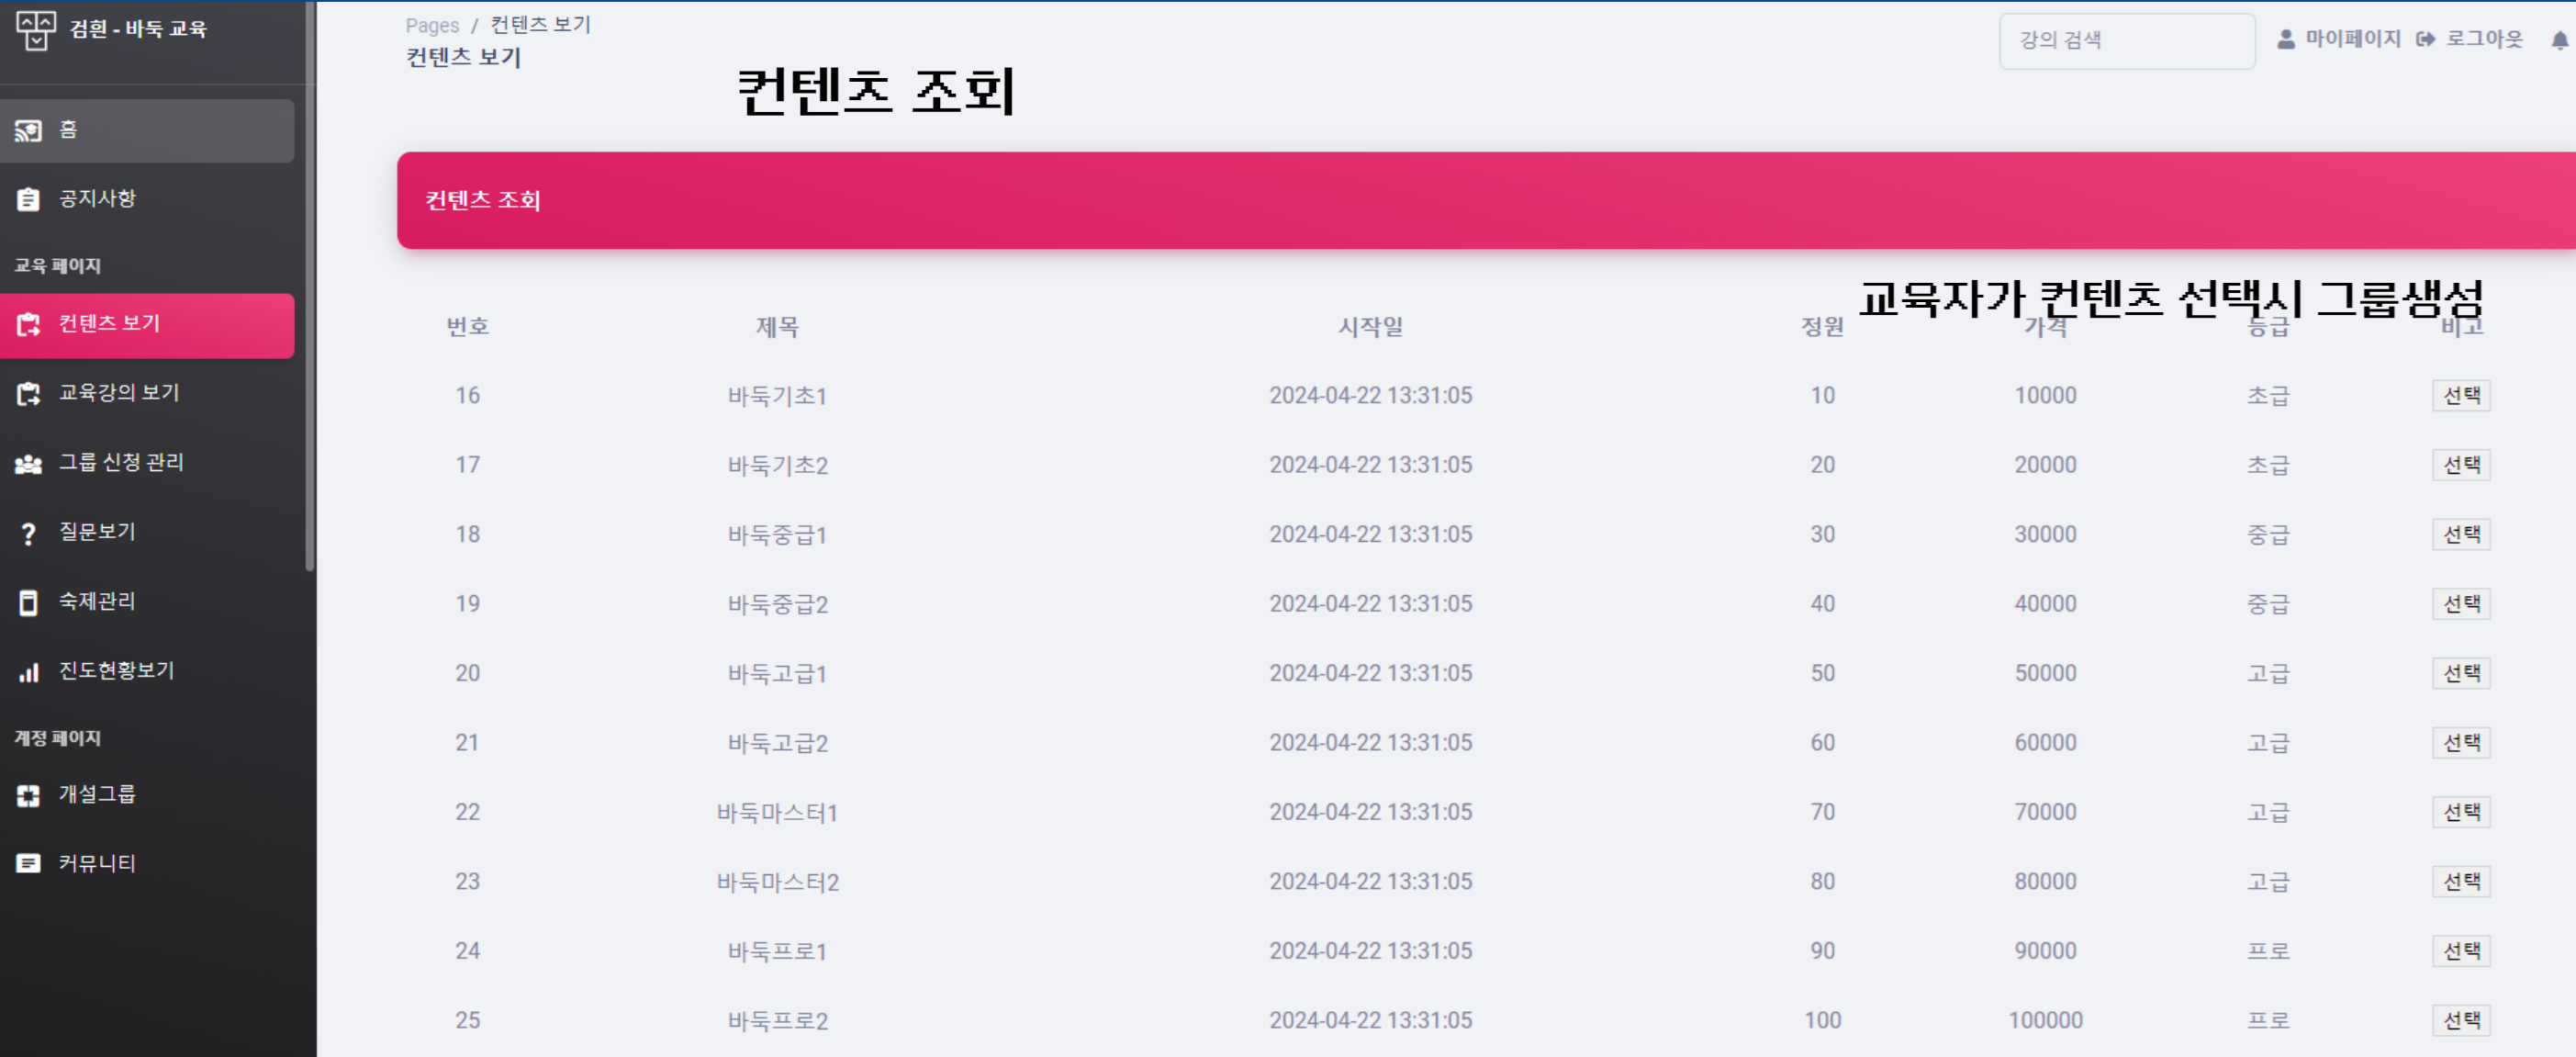 검흰 - 바둑 교육
홈
공지사항
교육 페이지
컨텐츠 보기
교육강의 보기
그룹 신청 관리
질문보기
숙제관리
진도현황보기
계정 페이지
개설그룹
커뮤니티
Pages / 컨텐츠 보기
컨텐츠 보기
강의 검색 마이페이지 로그아웃
컨텐츠 조회
컨텐츠 조회
교육자가 컨텐츠 선택시 그룹생성
번호 제목 시작일 정원 가격 등급 비고
16 바둑기초1 2024-04-22 13:31:05 10 10000 초급 선택
17 바둑기초2 2024-04-22 13:31:05 20 20000 초급 선택
18 바둑중급1 2024-04-22 13:31:05 30 30000 중급 선택
19 바둑중급2 2024-04-22 13:31:05 40 40000 중급 선택
20 바둑고급1 2024-04-22 13:31:05 50 50000 고급 선택
21 바둑고급2 2024-04-22 13:31:05 60 60000 고급 선택
22 바둑마스터1 2024-04-22 13:31:05 70 70000 고급 선택
23 바둑마스터2 2024-04-22 13:31:05 80 80000 고급 선택
24 바둑프로1 2024-04-22 13:31:05 90 90000 프로 선택
25 바둑프로2 2024-04-22 13:31:05 100 100000 프로 선택